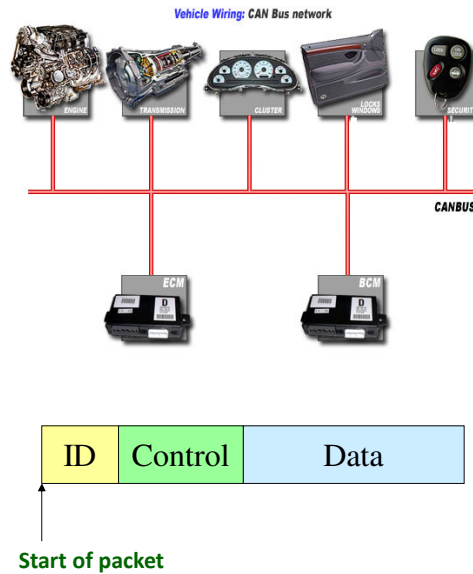 Vehicle Wiring: CAN Bus network
ENGINE
TRANSMISSION
CLUSTER
LOCKS
WINDOWS
SECURIT
CANBUS
ECM
BCM
D
D
ID
Control
Data
Start of packet